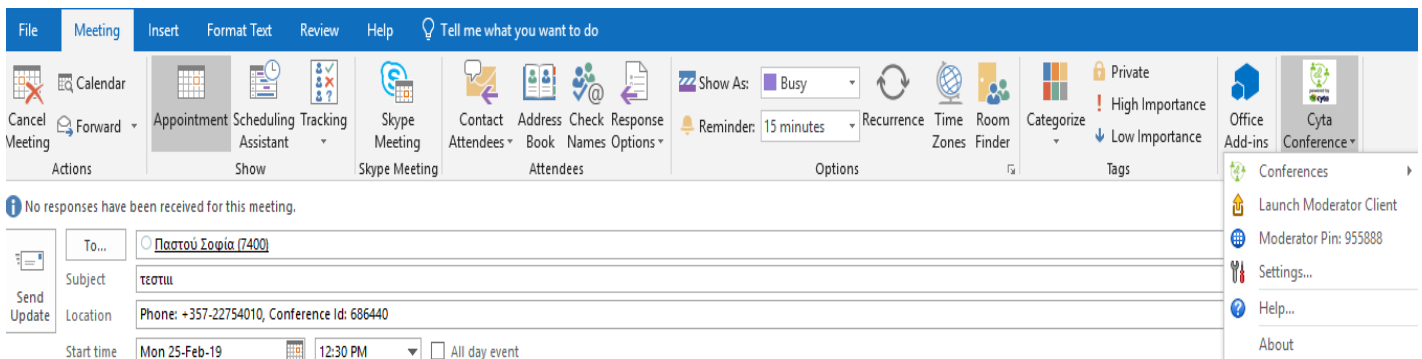 File Meeting Insert Format Text Review Help Tell me what you want to do
Cancel Meeting
Calendar
Forward
Actions
Appointment
Scheduling Assistant
Tracking
Show
Skype Meeting
Skype Meeting
Contact Attendees
Address Book
Check Names
Response Options
Attendees
Show As: Busy
Reminder: 15 minutes
Recurrence
Time Zones
Room Finder
Options
Categorize
Private
High Importance
Low Importance
Tags
Office Add-ins
Cyta Conference
Conferences
Launch Moderator Client
Moderator Pin: 955888
Settings...
Help...
About
No responses have been received for this meeting.
Send Update
To... Παστού Σοφία (7400)
Subject τεστιιι
Location Phone: +357-22754010, Conference Id: 686440
Start time Mon 25-Feb-19 12:30 PM All day event